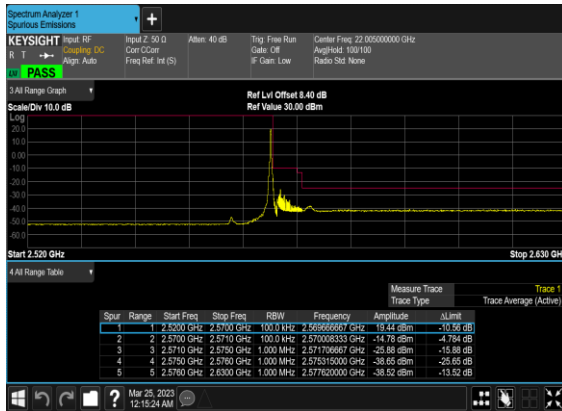 Spectrum Analyzer 1
Spurious Emissions
KEYSIGHT Input: RF Input Z: 50 Ω Atten: 40 dB Trig: Free Run Center Freq: 22.005000000 GHz
R T Coupling: DC Corr CCorr Gate: Off Avg|Hold: 100/100
Align: Auto Freq Ref: Int (S) IF Gain: Low Radio Std: None
PASS
3 All Range Graph
Ref Lvl Offset 8.40 dB
Scale/Div 10.0 dB Ref Value 30.00 dBm
Log
20.0
10.0
0.00
-10.0
-20.0
-30.0
-40.0
-50.0
-60.0
Start 2.520 GHz Stop 2.630 GH
4 All Range Table
Measure Trace Trace 1
Trace Type Trace Average (Active)
Spur Range Start Freq Stop Freq RBW Frequency Amplitude ΔLimit
1 1 2.5200 GHz 2.5700 GHz 100.0 kHz 2.569666667 GHz 19.44 dBm -10.56 dB
2 2 2.5700 GHz 2.5710 GHz 100.0 kHz 2.570008333 GHz -14.78 dBm -4.784 dB
3 3 2.5710 GHz 2.5750 GHz 1.000 MHz 2.571706667 GHz -25.88 dBm -15.88 dB
4 4 2.5750 GHz 2.5760 GHz 1.000 MHz 2.575315000 GHz -38.65 dBm -25.65 dB
5 5 2.5760 GHz 2.6300 GHz 1.000 MHz 2.577620000 GHz -38.52 dBm -13.52 dB
Mar 25, 2023
12:15:24 AM